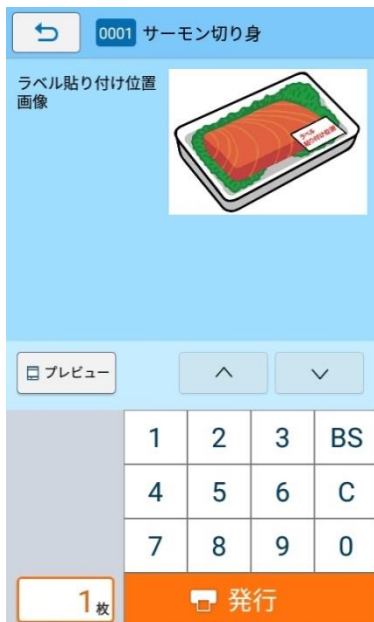 0001 サーモン切り身
ラベル貼り付け位置
画像
ラベル
貼り付け位置
プレビュー
1 2 3 BS
4 5 6 C
7 8 9 0
1枚 発行